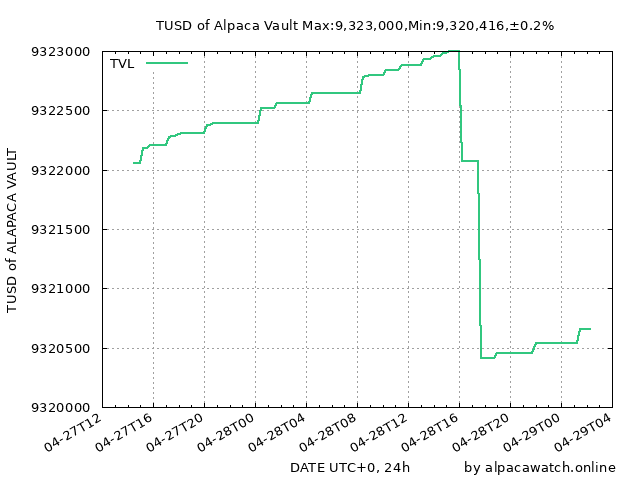 TUSD of Alpaca Vault Max:9,323,000,Min:9,320,416,±0.2%
TVL
9323000
9322500
9322000
9321500
9321000
9320500
9320000
TUSD of ALAPACA VAULT
04-27T12
04-27T16
04-27T20
04-28T00
04-28T04
04-28T08
04-28T12
04-28T16
04-28T20
04-29T00
04-29T04
DATE UTC+0, 24h
by alpacawatch.online